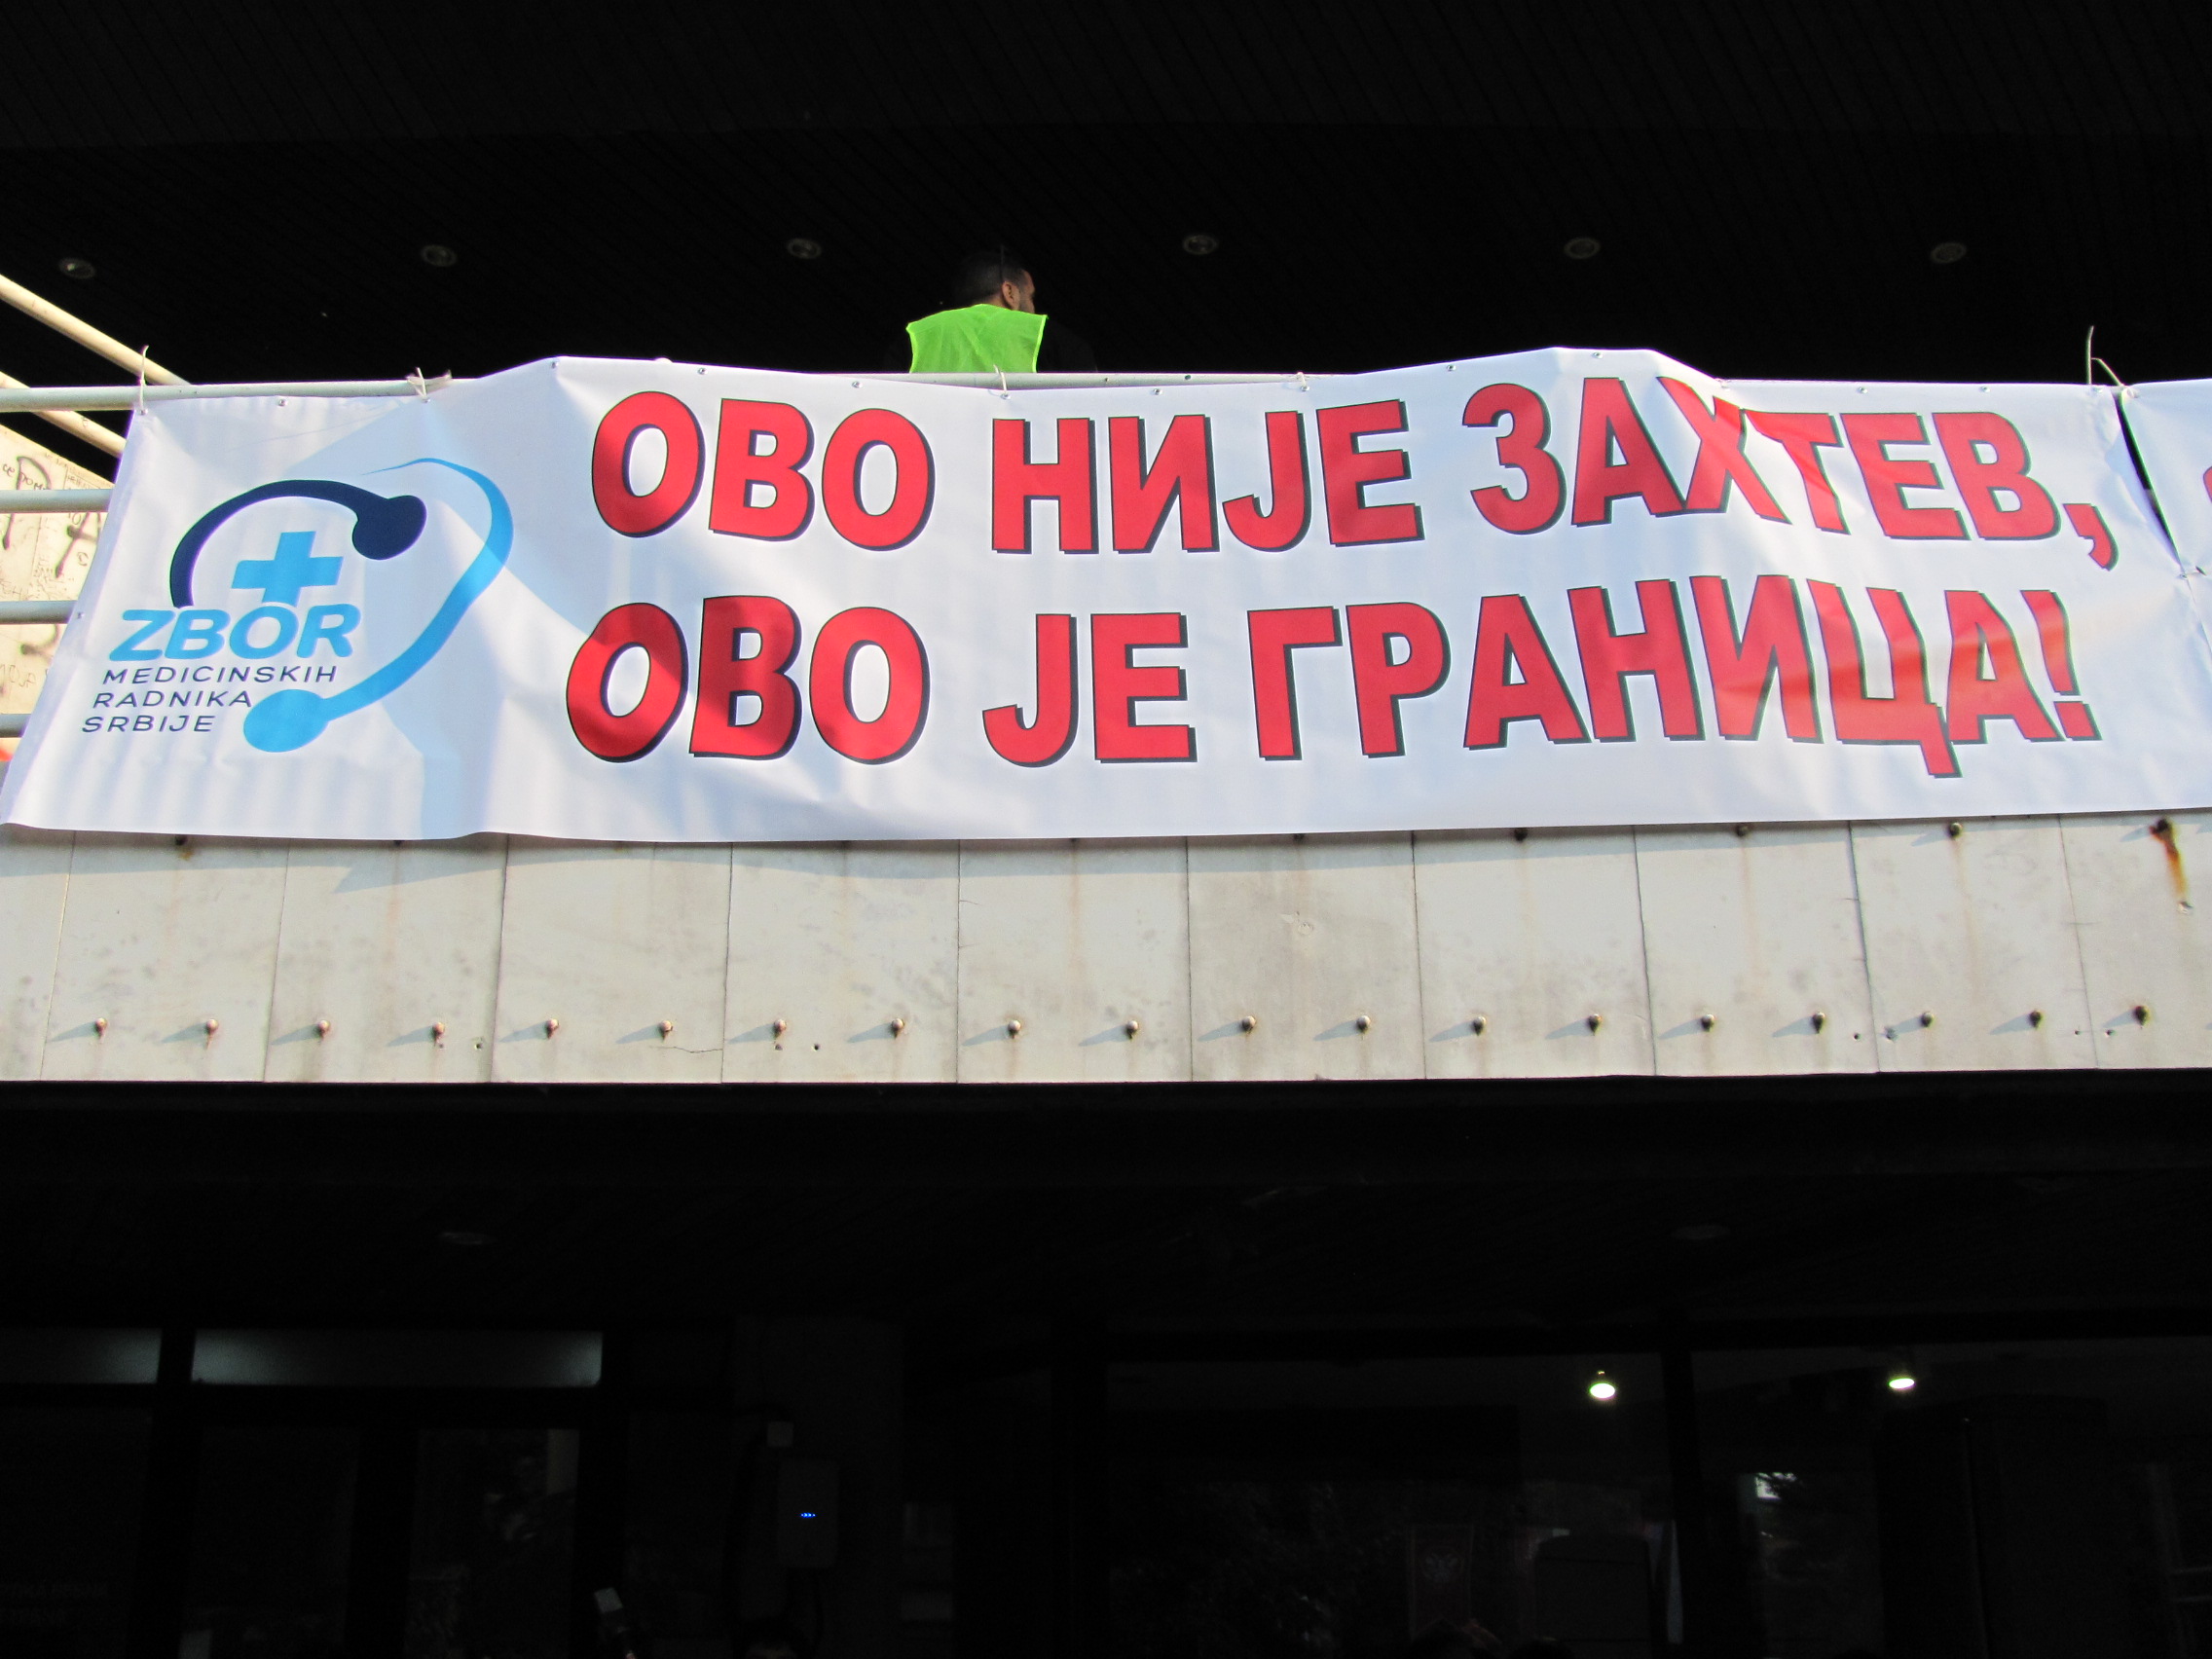 ОВО НИЈЕ ЗАХТЕВ,
ОВО ЈЕ ГРАНИЦА!
ZBOR
MEDICINSKIH
RADNIKA
SRBIJE